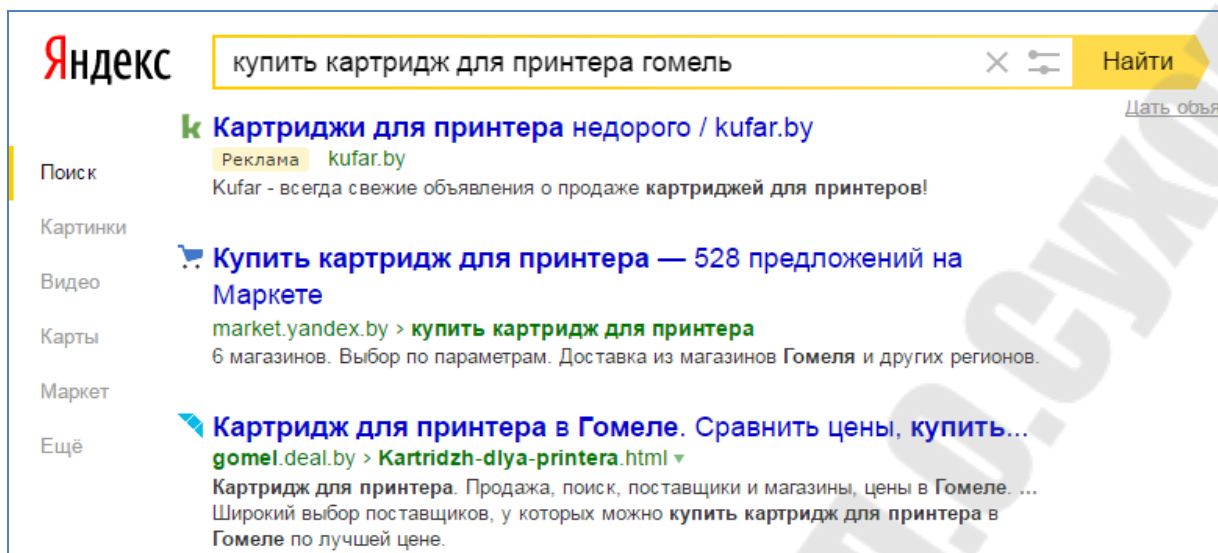 Яндекс
купить картридж для принтера гомель
Найти
Дать объя
Поиск
Картинки
Видео
Карты
Маркет
Ещё
k Картриджи для принтера недорого / kufar.by
Реклама kufar.by
Kufar - всегда свежие объявления о продаже картриджей для принтеров!
Купить картридж для принтера — 528 предложений на
Маркете
market.yandex.by › купить картридж для принтера
6 магазинов. Выбор по параметрам. Доставка из магазинов Гомеля и других регионов.
Картридж для принтера в Гомеле. Сравнить цены, купить...
gomel.deal.by › Kartridzh-dlya-printera.html
Картридж для принтера. Продажа, поиск, поставщики и магазины, цены в Гомеле. ...
Широкий выбор поставщиков, у которых можно купить картридж для принтера в
Гомеле по лучшей цене.